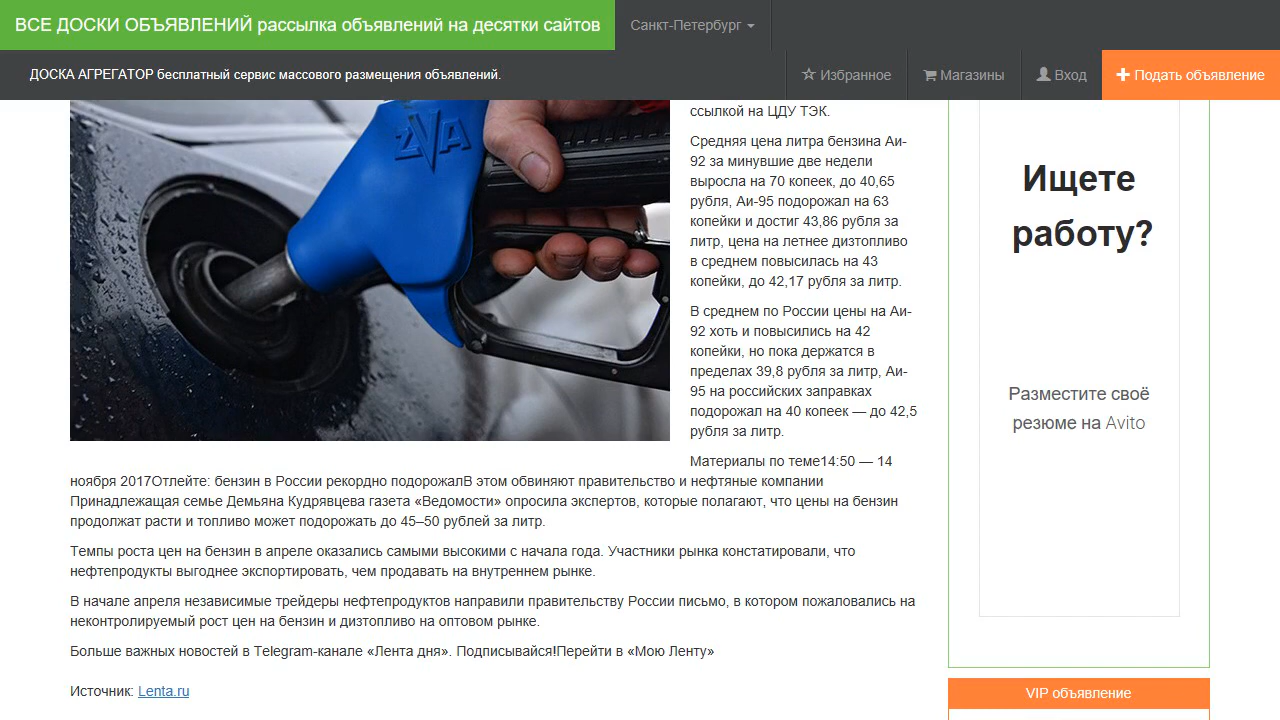 ВСЕ ДОСКИ ОБЪЯВЛЕНИЙ рассылка объявлений на десятки сайтов
Санкт-Петербург
ДОСКА АГРЕГАТОР бесплатный сервис массового размещения объявлений.
Избранное
Магазины
Вход
Подать объявление
ZVA
ссылкой на ЦДУ ТЭК.
Средняя цена литра бензина Аи-
92 за минувшие две недели
выросла на 70 копеек, до 40,65
рубля, Аи-95 подорожал на 63
копейки и достиг 43,86 рубля за
литр, цена на летнее дизтопливо
в среднем повысилась на 43
копейки, до 42,17 рубля за литр.
В среднем по России цены на Аи-
92 хоть и повысились на 42
копейки, но пока держатся в
пределах 39,8 рубля за литр, Аи-
95 на российских заправках
подорожал на 40 копеек — до 42,5
рубля за литр.
Материалы по теме14:50 — 14
ноября 2017Отлейте: бензин в России рекордно подорожалВ этом обвиняют правительство и нефтяные компании
Принадлежащая семье Демьяна Кудрявцева газета «Ведомости» опросила экспертов, которые полагают, что цены на бензин
продолжат расти и топливо может подорожать до 45–50 рублей за литр.
Темпы роста цен на бензин в апреле оказались самыми высокими с начала года. Участники рынка констатировали, что
нефтепродукты выгоднее экспортировать, чем продавать на внутреннем рынке.
В начале апреля независимые трейдеры нефтепродуктов направили правительству России письмо, в котором пожаловались на
неконтролируемый рост цен на бензин и дизтопливо на оптовом рынке.
Больше важных новостей в Telegram-канале «Лента дня». Подписывайся!Перейти в «Мою Ленту»
Источник: Lenta.ru
Ищете
работу?
Разместите своё
резюме на Avito
VIP объявление